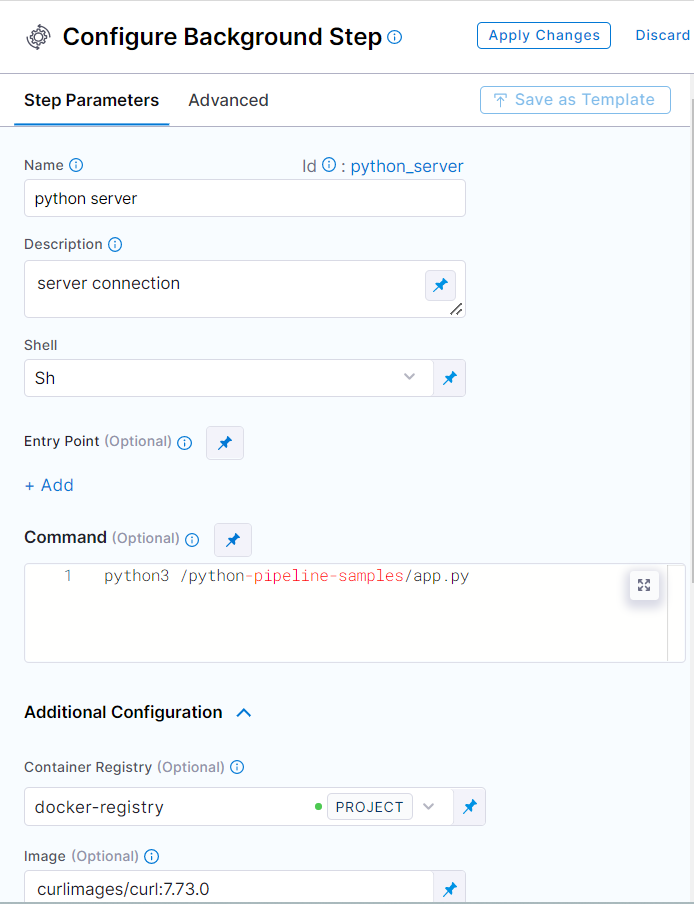 Configure Background Step
Apply Changes
Discard
Step Parameters
Advanced
Save as Template
Name
Id : python_server
python server
Description
server connection
Shell
Sh
Entry Point (Optional)
+ Add
Command (Optional)
1 python3 /python-pipeline-samples/app.py
Additional Configuration
Container Registry (Optional)
docker-registry PROJECT
Image (Optional)
curlimages/curl:7.73.0